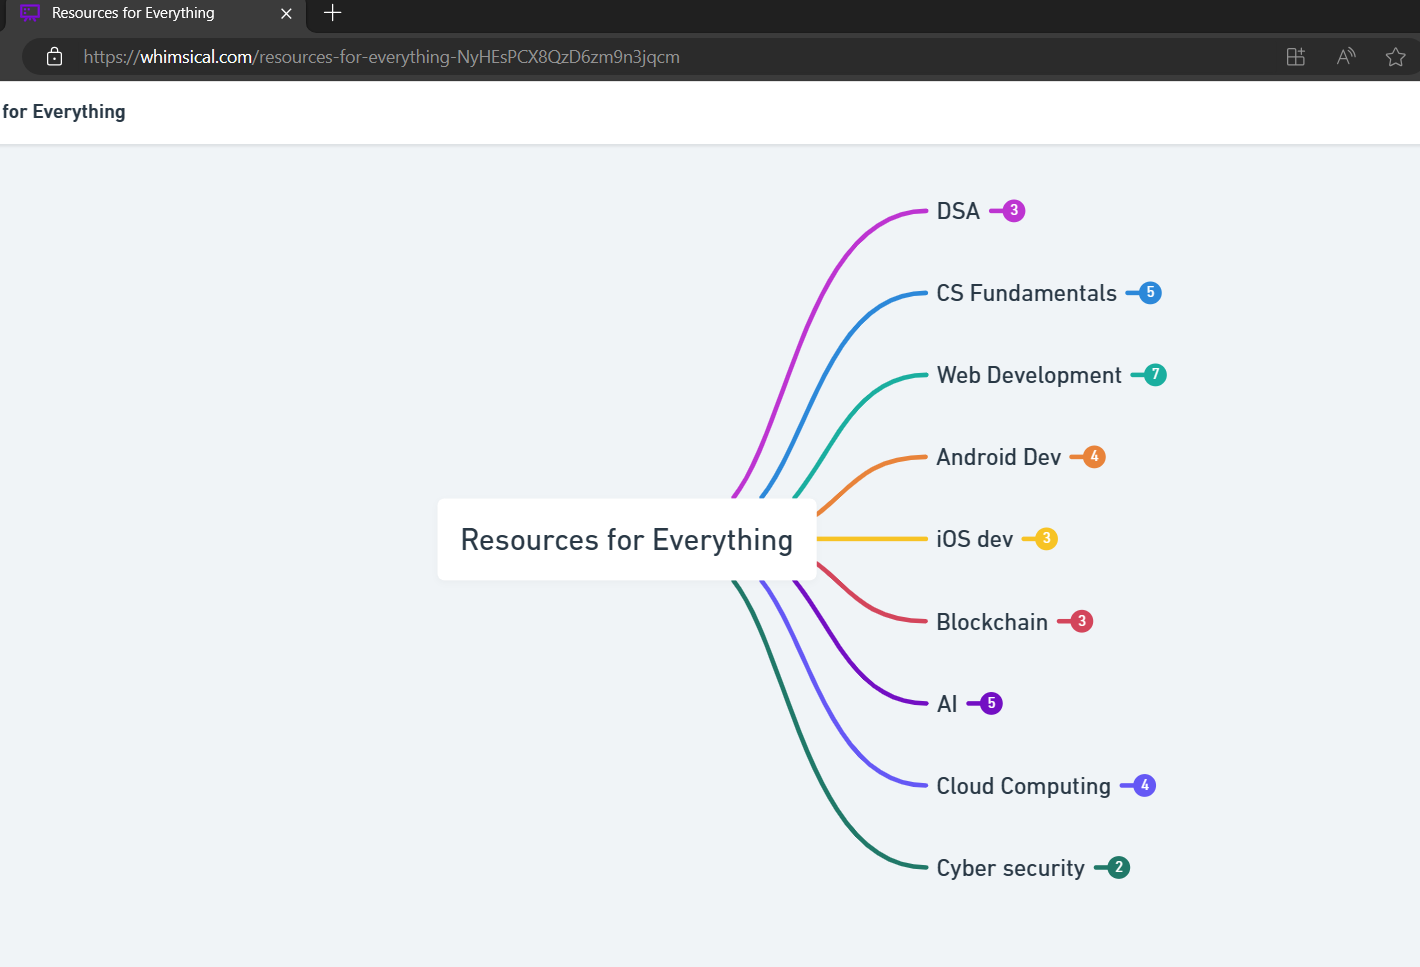 Resources for Everything
https://whimsical.com/resources-for-everything-NyHEsPCX8QzD6zm9n3jqcm
for Everything
DSA 3
CS Fundamentals 5
Web Development 7
Android Dev 4
Resources for Everything
iOS dev 3
Blockchain 3
AI 5
Cloud Computing 4
Cyber security 2